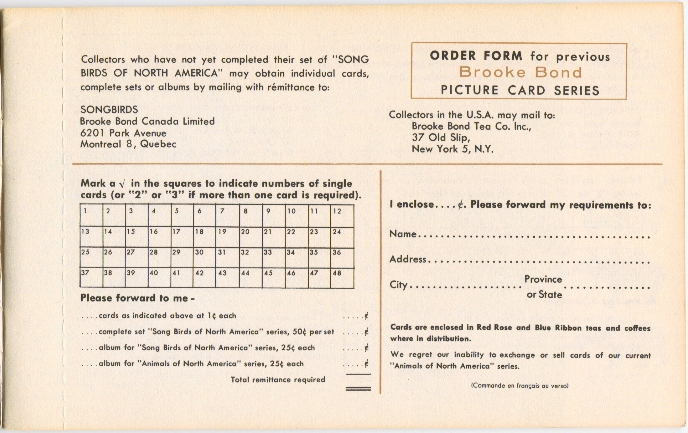 Collectors who have not yet completed their set of "SONG
BIRDS OF NORTH AMERICA" may obtain individual cards,
complete sets or albums by mailing with rémittance to:
SONGBIRDS
Brooke Bond Canada Limited
6201 Park Avenue
Montreal 8, Quebec
ORDER FORM for previous
Brooke Bond
PICTURE CARD SERIES
Collectors in the U.S.A. may mail to:
Brooke Bond Tea Co. Inc.,
37 Old Slip,
New York 5, N.Y.
Mark a √ in the squares to indicate numbers of single
cards (or "2" or "3" if more than one card is required).
1 2 3 4 5 6 7 8 9 10 11 12
13 14 15 16 17 18 19 20 21 22 23 24
25 26 27 28 29 30 31 32 33 34 35 36
37 38 39 40 41 42 43 44 45 46 47 48
Please forward to me -
....cards as indicated above at 1¢ each .....¢
....complete set "Song Birds of North America" series, 50¢ per set ....¢
....album for "Song Birds of North America" series, 25¢ each .....¢
....album for "Animals of North America" series, 25¢ each .....¢
Total remittance required
I enclose....¢. Please forward my requirements to:
Name..................................................
Address...............................................
City........................ Province ....................
or State
Cards are enclosed in Red Rose and Blue Ribbon teas and coffees
where in distribution.
We regret our inability to exchange or sell cards of our current
"Animals of North America" series.
(Commande en français au verso)